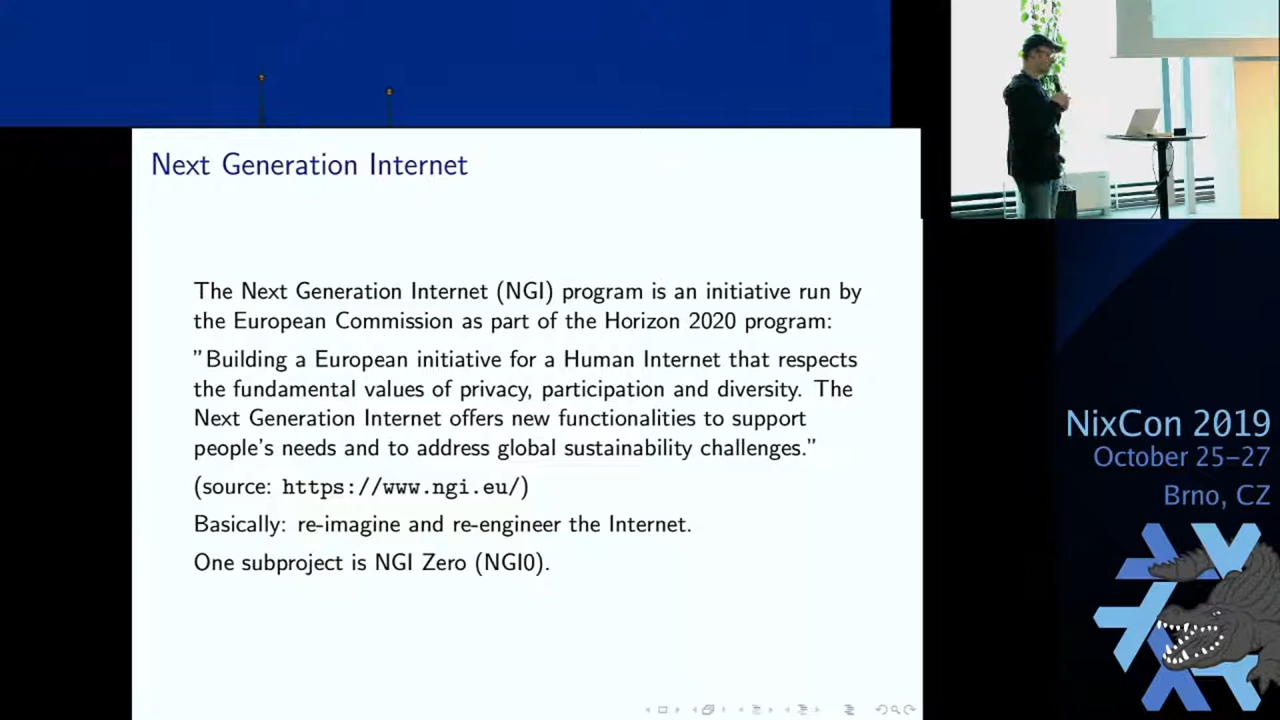 Next Generation Internet
The Next Generation Internet (NGI) program is an initiative run by
the European Commission as part of the Horizon 2020 program:
"Building a European initiative for a Human Internet that respects
the fundamental values of privacy, participation and diversity. The
Next Generation Internet offers new functionalities to support
people's needs and to address global sustainability challenges."
(source: https://www.ngi.eu/)
Basically: re-imagine and re-engineer the Internet.
One subproject is NGI Zero (NGI0).
NixCon 2019
October 25–27
Brno, CZ